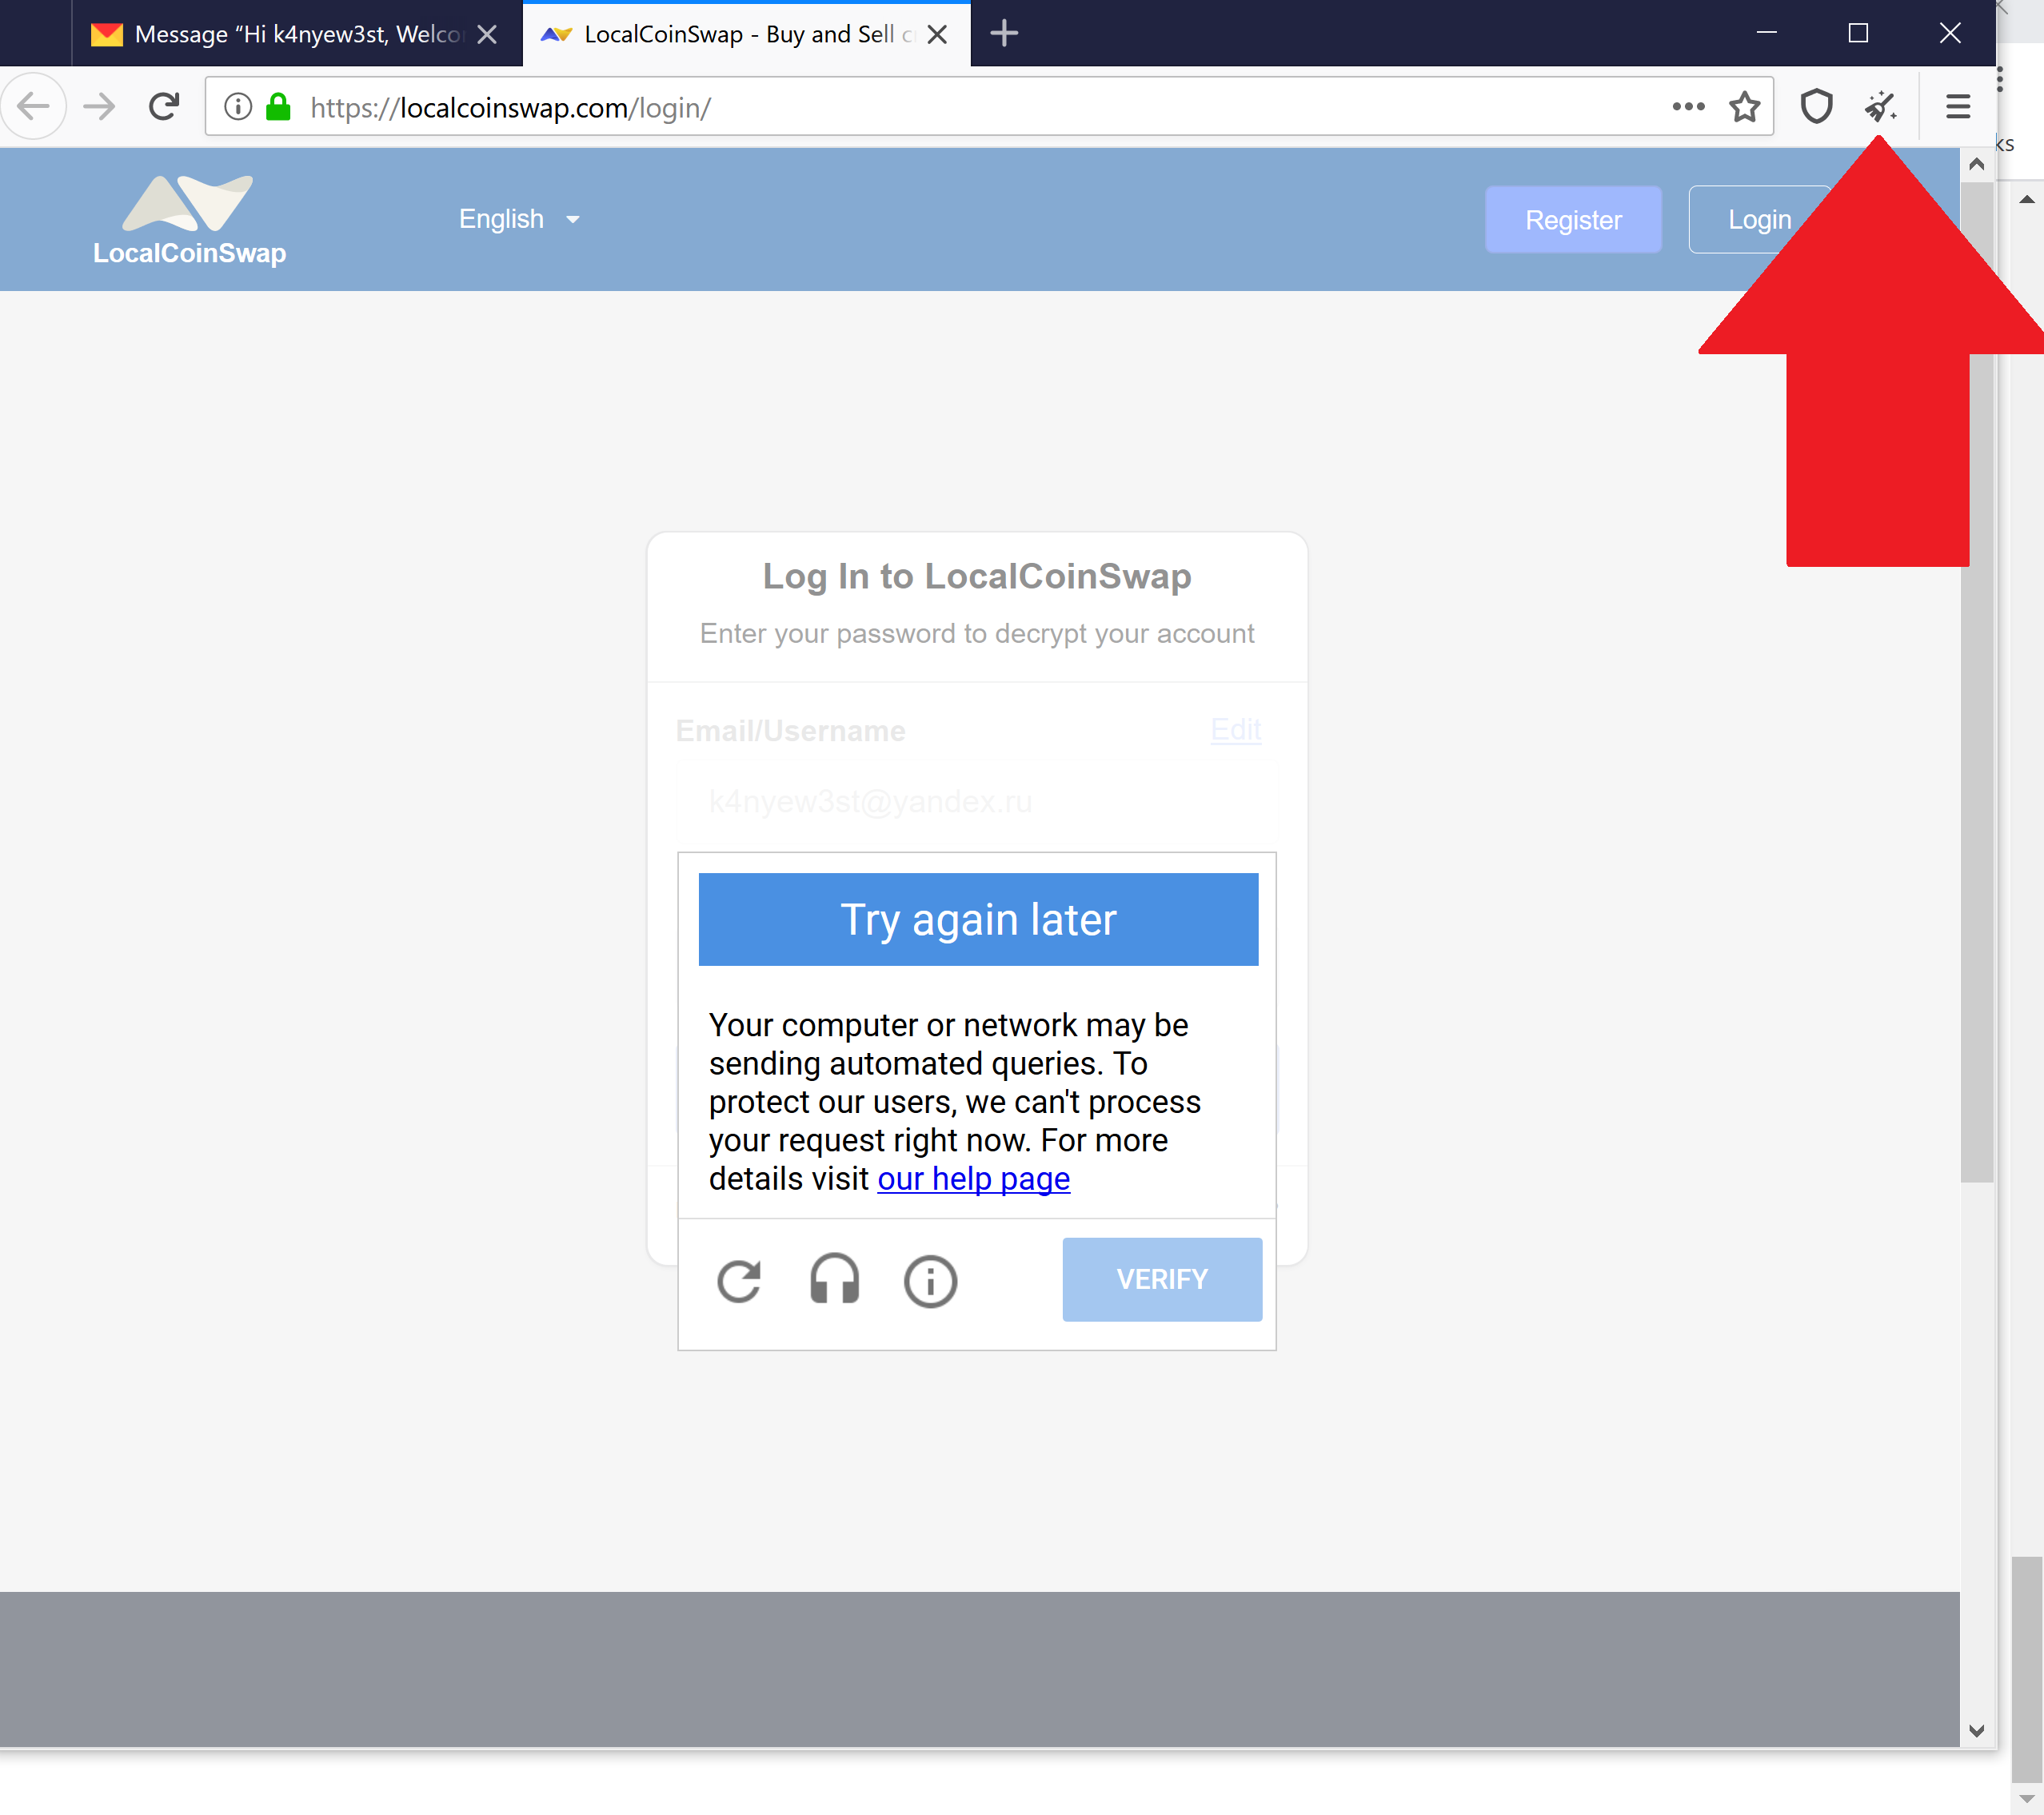 Message “Hi k4nyew3st, Welco
LocalCoinSwap - Buy and Sell c
https://localcoinswap.com/login/
ks
LocalCoinSwap
English
Register
Login
Log In to LocalCoinSwap
Enter your password to decrypt your account
Email/Username
Edit
k4nyew3st@yandex.ru
Try again later
Your computer or network may be
sending automated queries. To
protect our users, we can't process
your request right now. For more
details visit our help page
VERIFY